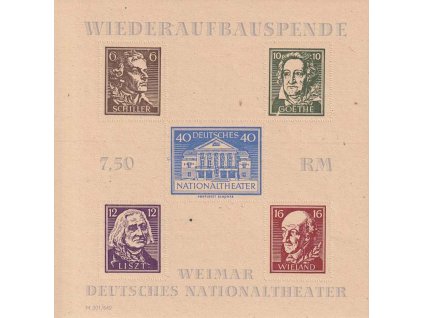 WIEDERAUFBAUSPENDE
6 6
SCHILLER
10 10
GOETHE
40 DEUTSCHES 40
NATIONALTHEATER
7,50 RM
12 12
LISZT
16 16
WIELAND
WEIMAR
DEUTSCHES NATIONALTHEATER